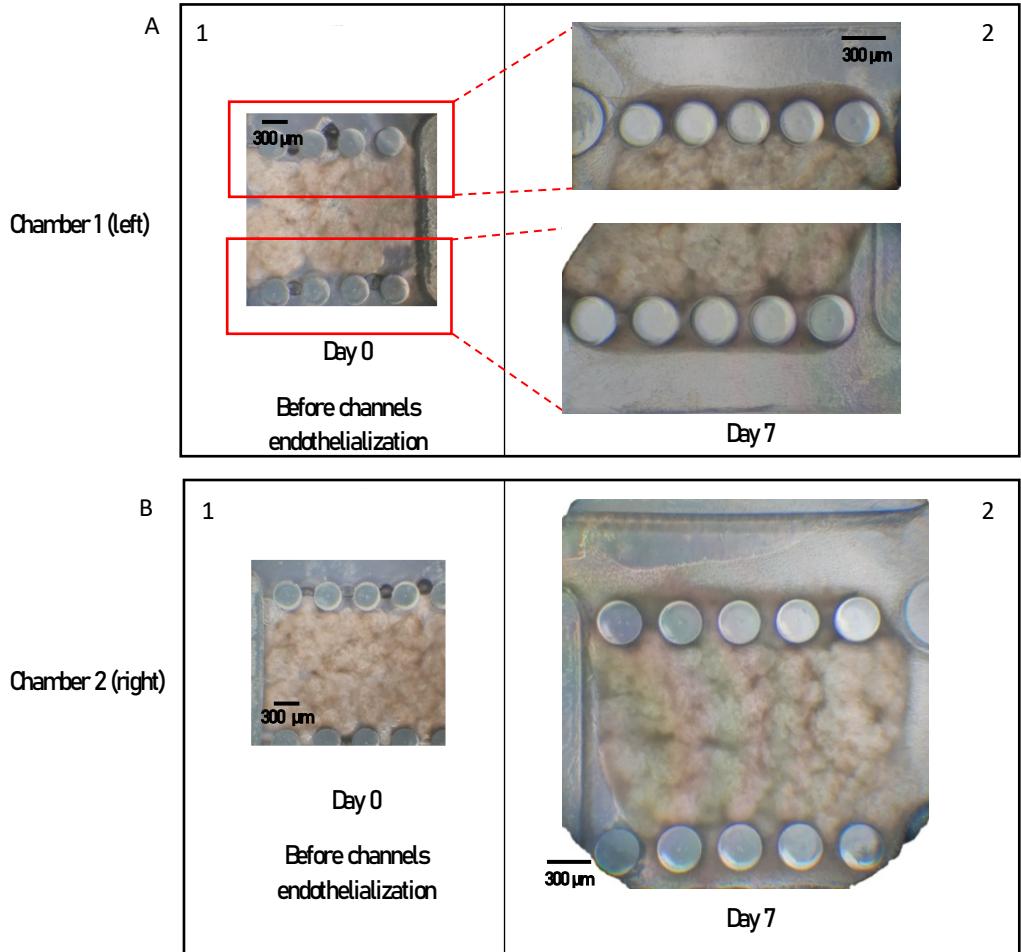 A
1
2
300 µm
300 µm
Chamber 1 (left)
Day 0
Before channels
endothelialization
Day 7
B
1
2
Chamber 2 (right)
300 µm
Day 0
Before channels
endothelialization
300 µm
Day 7